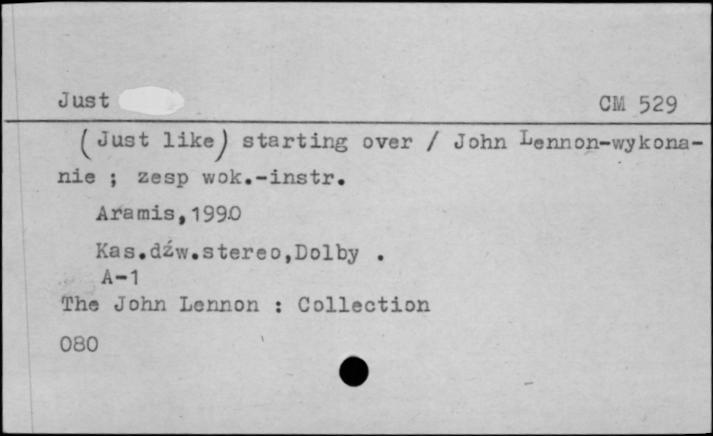 Just CM 529
(Just like) starting over / John Lennon-wykona-
nie ; zesp wok.-instr.
Aramis,1990
Kas.dźw.stereo,Dolby .
A-1
The John Lennon : Collection
080